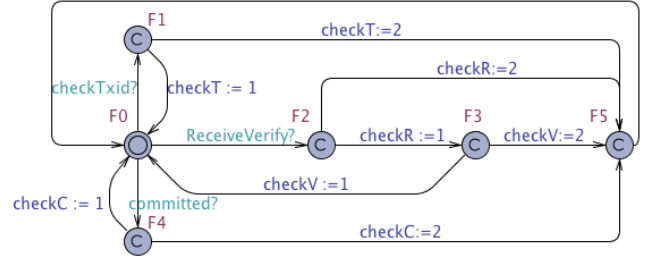 F1
checkT:=2
checkR:=2
checkTxid?
checkT := 1
F0
F2
F3
F5
ReceiveVerify?
checkR :=1
checkV:=2
checkV :=1
checkC := 1
committed?
F4
checkC:=2
C
C
C
C
C